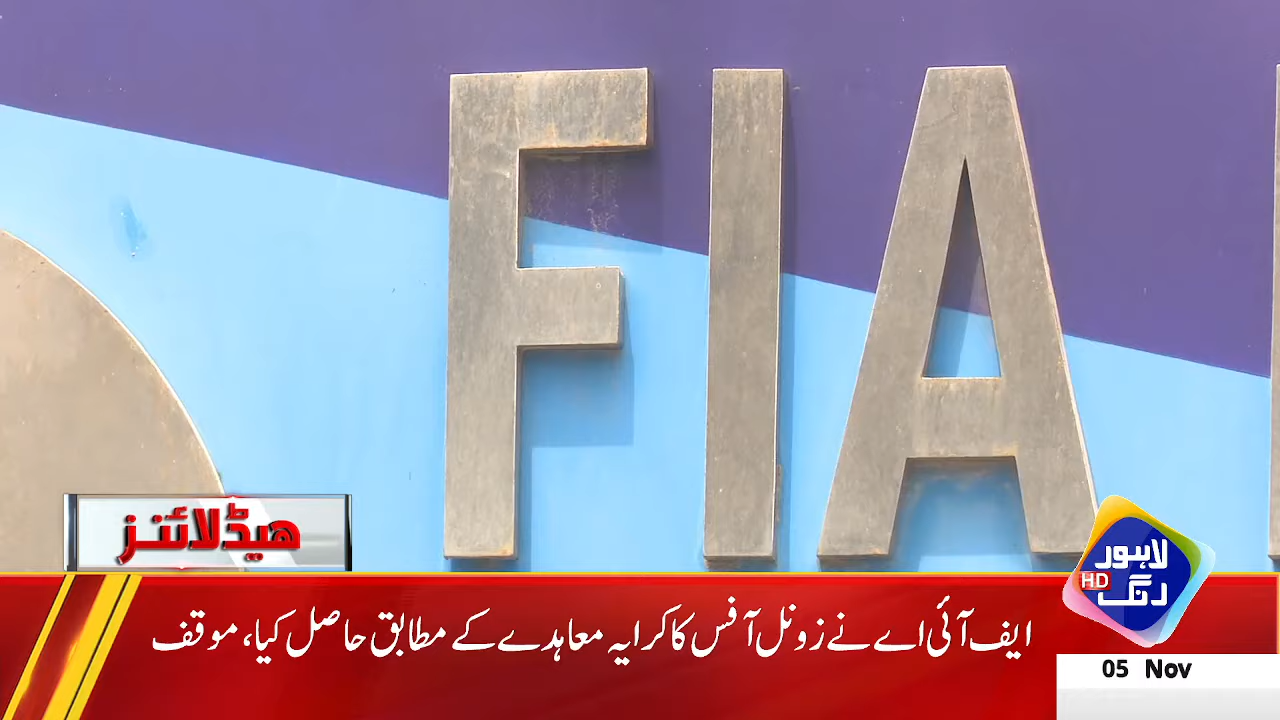 FIA
ہیڈلائنز
لاہور
HD
رنگ
ایف آئی اے نے زونل آفس کا کرایہ معاہدے کے مطابق حاصل کیا، موقف
05 Nov